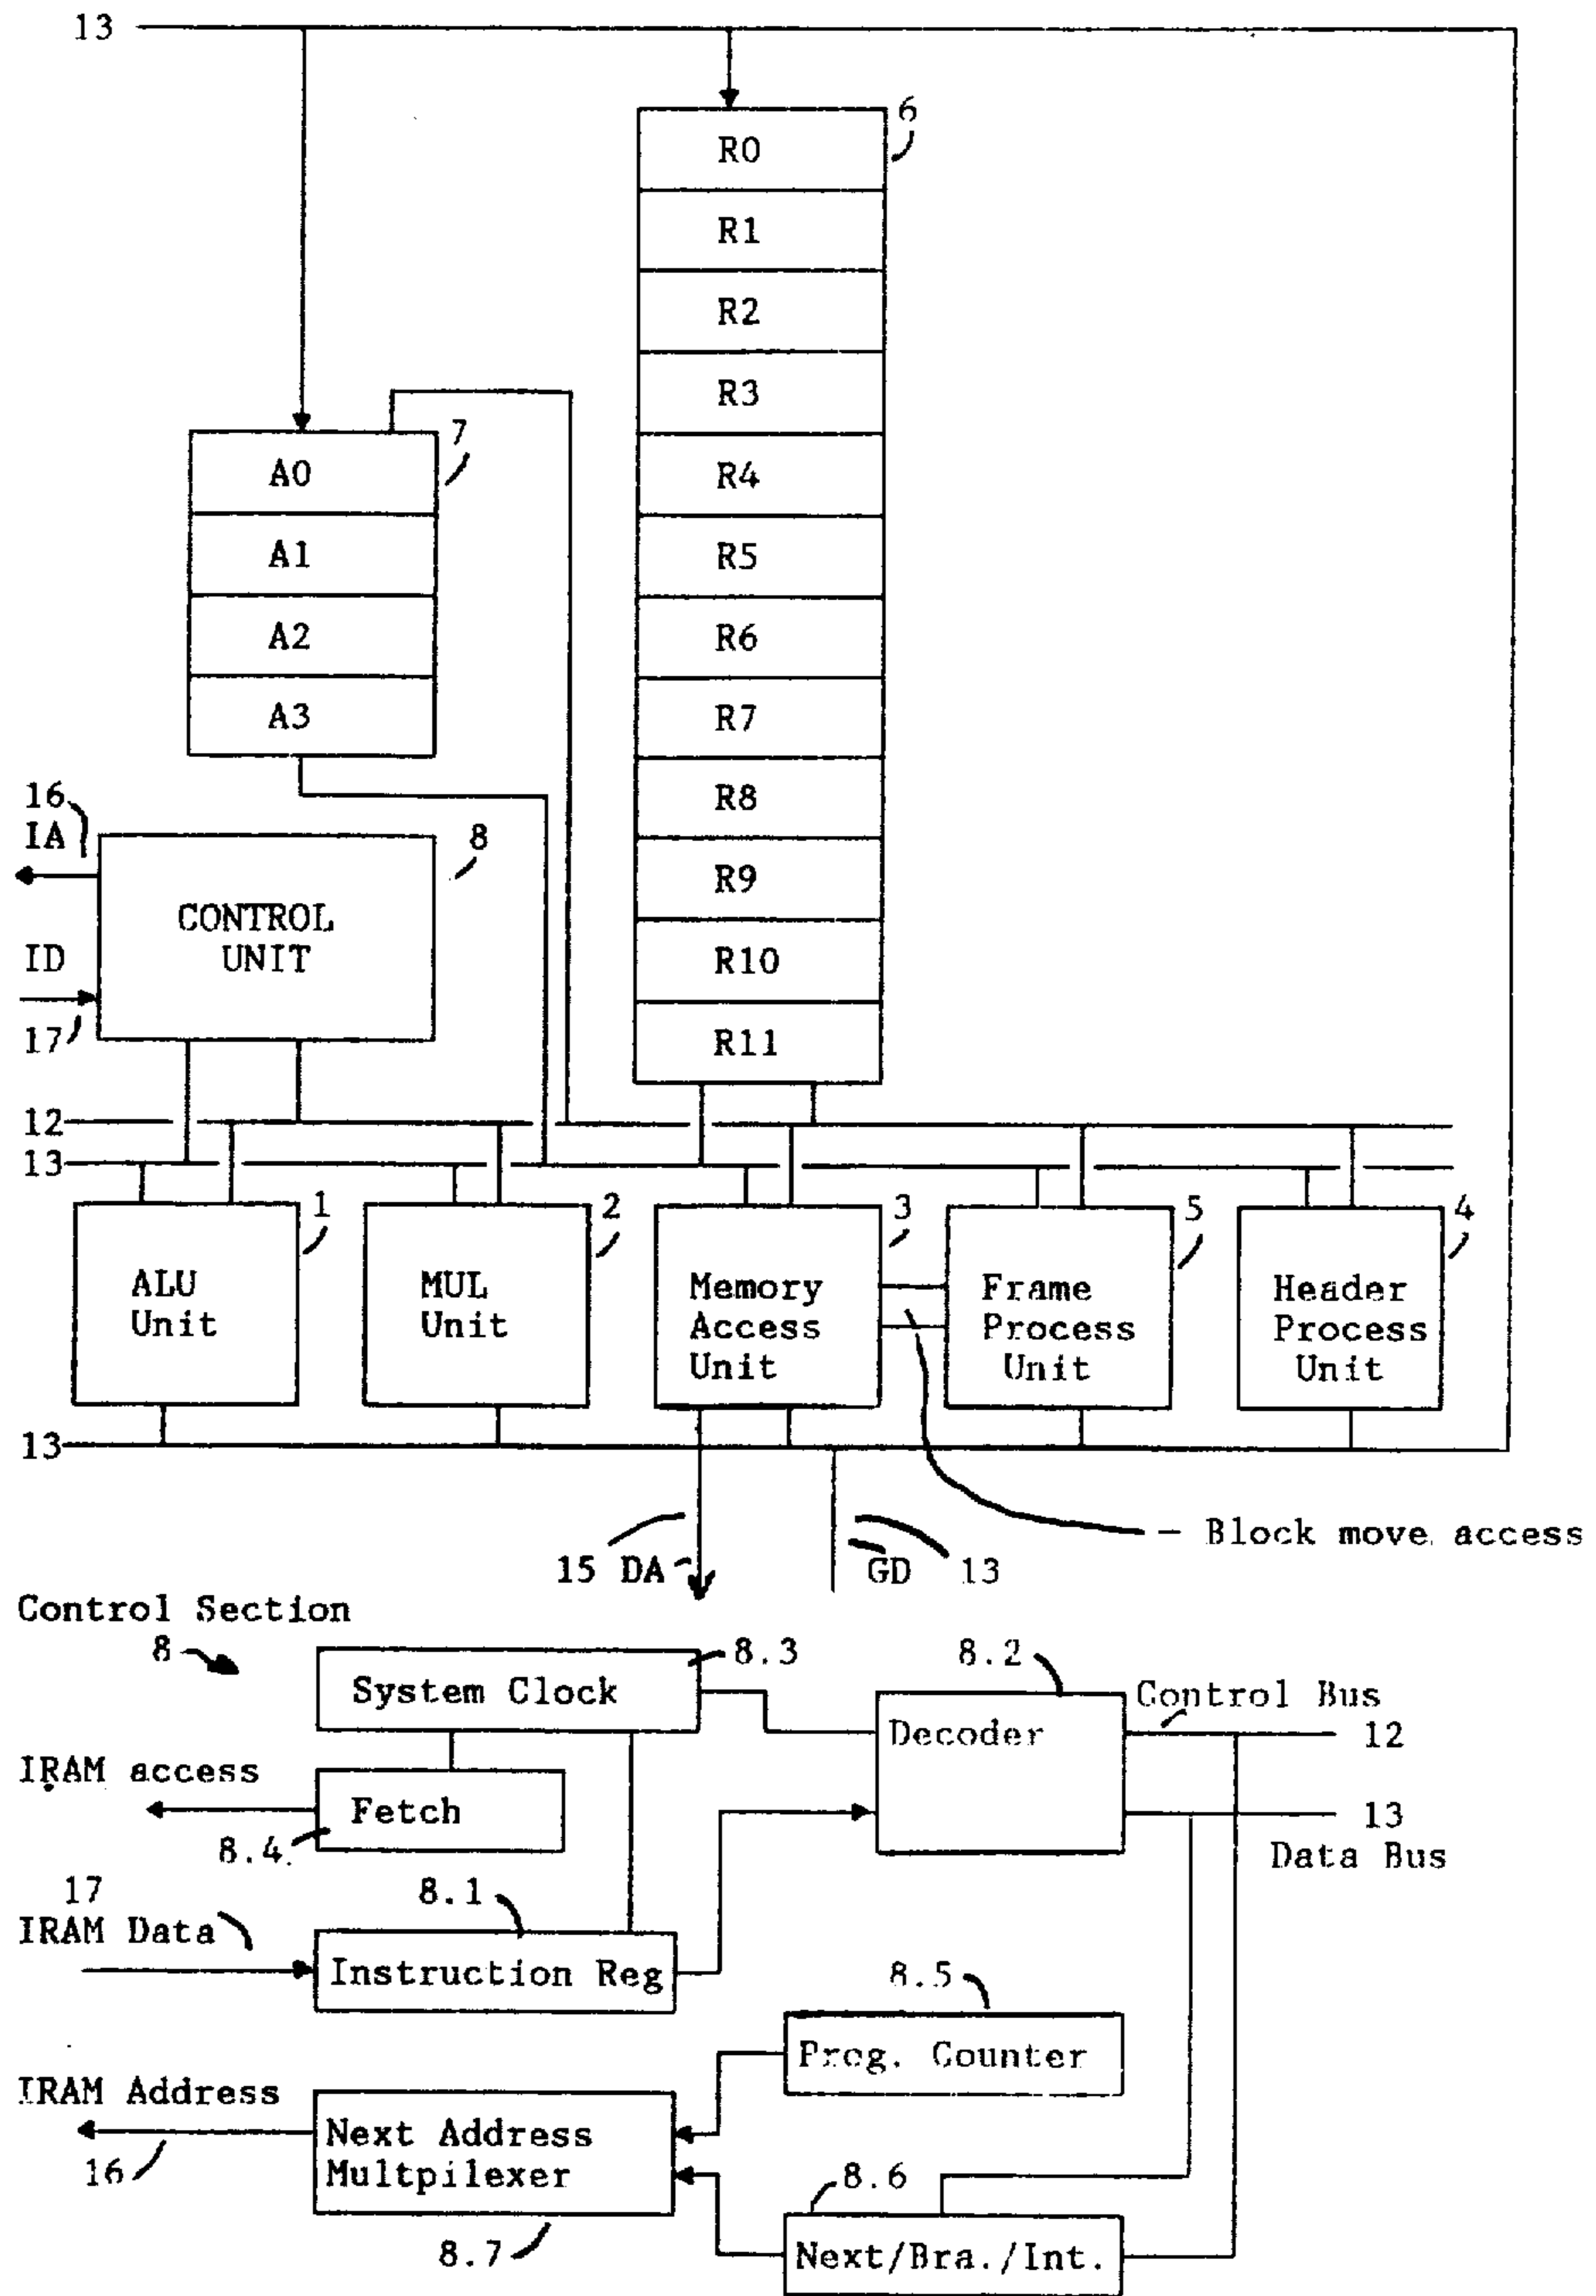 13
6
R0
R1
R2
R3
R4
R5
R6
R7
R8
R9
R10
R11
7
A0
A1
A2
A3
16
IA
8
CONTROL
UNIT
ID
17
12
13
1
ALU
Unit
2
MUL
Unit
3
Memory
Access
Unit
5
Frame
Process
Unit
4
Header
Process
Unit
13
15 DA
GD 13
- Block move access
Control Section
8
System Clock
8.3
8.2
Decoder
Control Bus
12
13
Data Bus
IRAM access
Fetch
8.4
17
IRAM Data
8.1
Instruction Reg
8.5
Prog. Counter
IRAM Address
16
Next Address
Multpilexer
8.7
8.6
Next/Bra./Int.